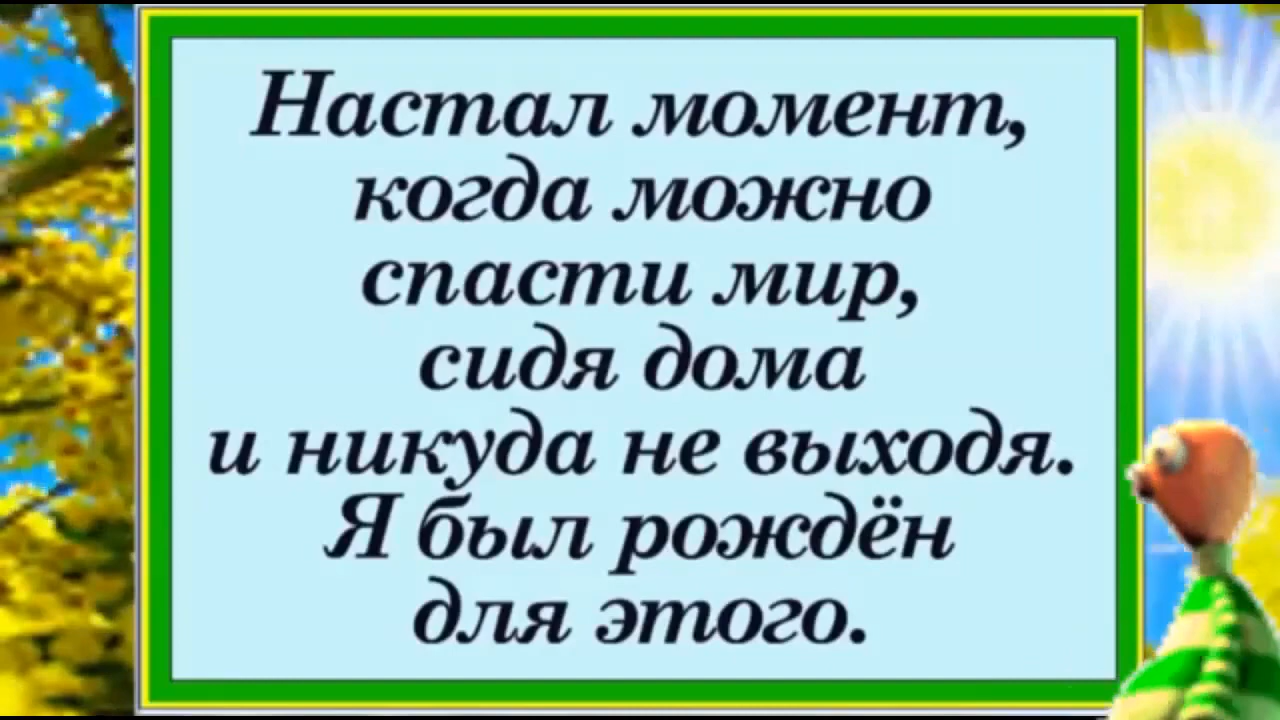 Настал момент,
когда можно
спасти мир,
сидя дома
и никуда не выходя.
Я был рождён
для этого.